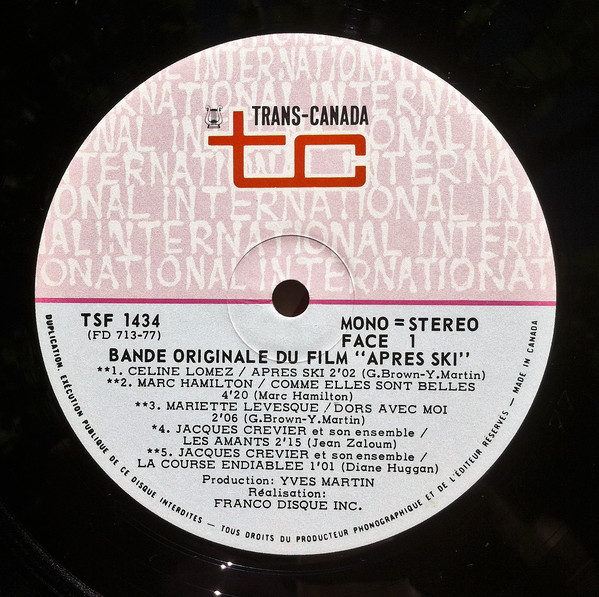 INTERNATIONAL INTERNATIONAL
TRANS-CANADA
tc
TSF 1434
(FD 713-77)
MONO = STEREO
FACE 1
BANDE ORIGINALE DU FILM "APRES SKI"
**1. CELINE LOMEZ / APRES SKI 2'02 (G.Brown-Y.Martin)
**2. MARC HAMILTON / COMME ELLES SONT BELLES
4'20 (Marc Hamilton)
**3. MARIETTE LEVESQUE / DORS AVEC MOI
2'06 (G.Brown-Y.Martin)
*4. JACQUES CREVIER et son ensemble /
LES AMANTS 2'15 (Jean Zaloum)
**5. JACQUES CREVIER et son ensemble /
LA COURSE ENDIABLEE 1'01 (Diane Huggan)
Production: YVES MARTIN
Réalisation:
FRANCO DISQUE INC.
DUPLICATION, EXÉCUTION PUBLIQUE DE CE DISQUE INTERDITES — TOUS DROITS DU PRODUCTEUR PHONOGRAPHIQUE ET DE L'ÉDITEUR RÉSERVÉS — MADE IN CANADA